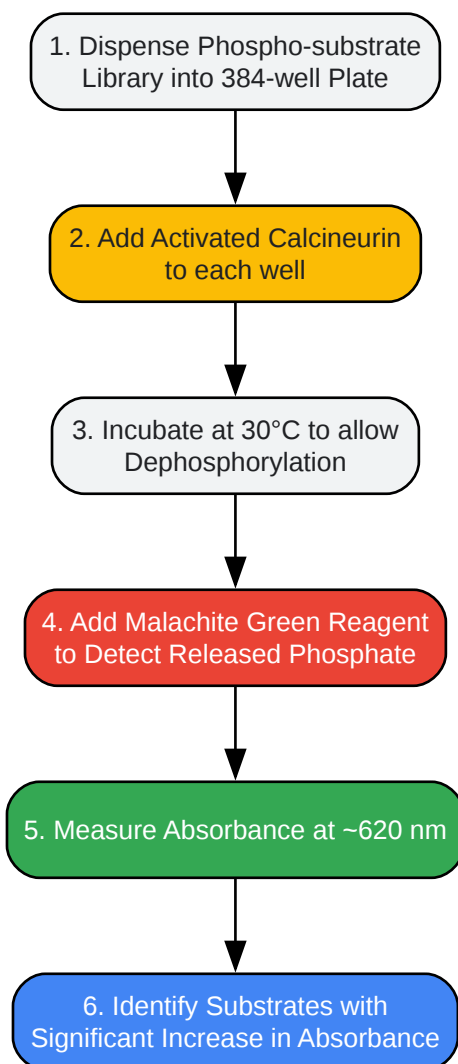 1. Dispense Phospho-substrate
Library into 384-well Plate
2. Add Activated Calcineurin
to each well
3. Incubate at 30°C to allow
Dephosphorylation
4. Add Malachite Green Reagent
to Detect Released Phosphate
5. Measure Absorbance at ~620 nm
6. Identify Substrates with
Significant Increase in Absorbance